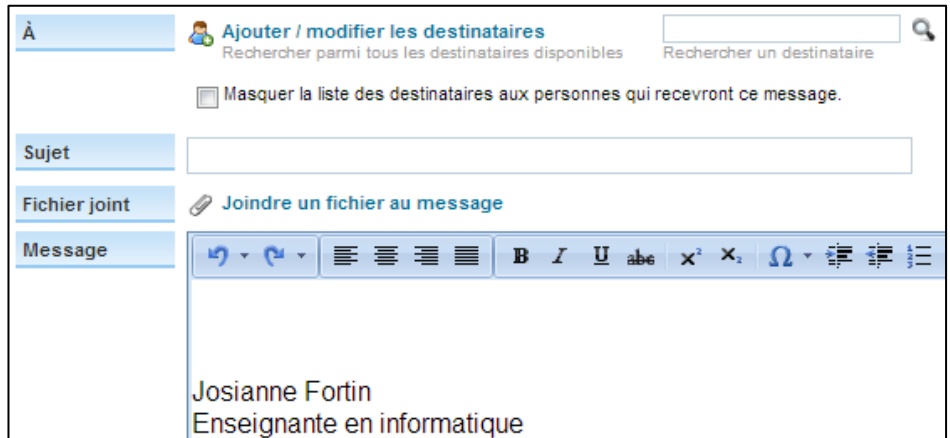 À
Ajouter / modifier les destinataires
Rechercher parmi tous les destinataires disponibles
Rechercher un destinataire
Masquer la liste des destinataires aux personnes qui recevront ce message.
Sujet
Fichier joint
Joindre un fichier au message
Message
B I U abc x² x₂ Ω
Josianne Fortin
Enseignante en informatique